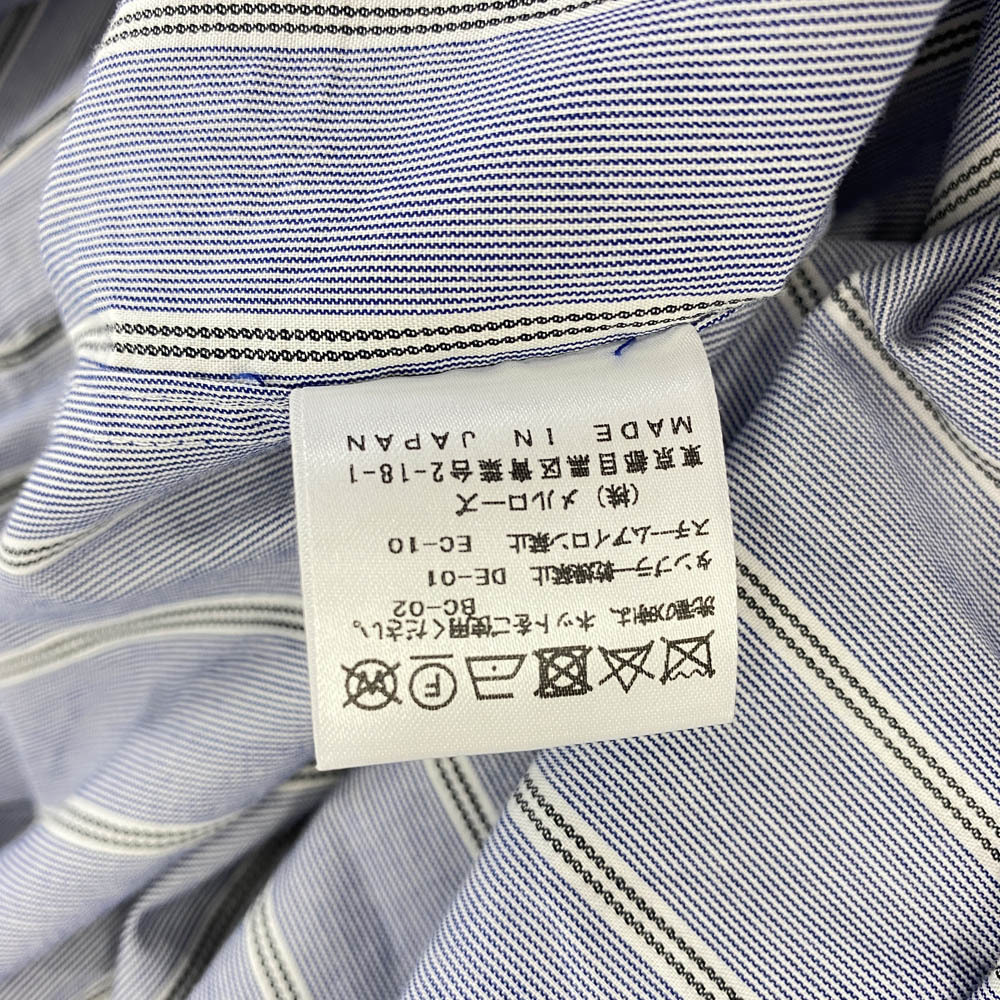 洗濯の際は、ネットをご使用ください。
BC-02
タンブラー乾燥禁止 DE-01
スチームアイロン禁止 EC-10
(株)メルローズ
東京都目黒区青葉台2-18-1
MADE IN JAPAN
F W